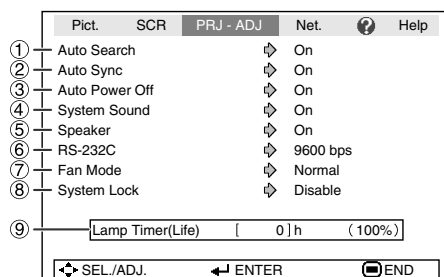 Pict. SCR PRJ - ADJ Net. ? Help
① Auto Search On
② Auto Sync On
③ Auto Power Off On
④ System Sound On
⑤ Speaker On
⑥ RS-232C 9600 bps
⑦ Fan Mode Normal
⑧ System Lock Disable
⑨ Lamp Timer(Life) [ 0 ] h ( 100% )
SEL./ADJ. ENTER END